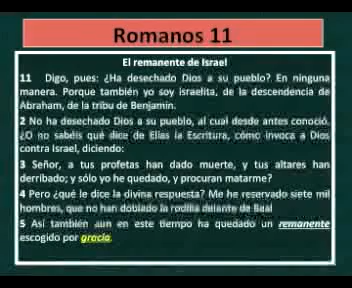 Romanos 11
El remanente de Israel
11 Digo, pues: ¿Ha desechado Dios a su pueblo? En ninguna
manera. Porque también yo soy israelita, de la descendencia de
Abraham, de la tribu de Benjamín.
2 No ha desechado Dios a su pueblo, al cual desde antes conoció.
¿O no sabéis qué dice de Elías la Escritura, cómo invoca a Dios
contra Israel, diciendo:
3 Señor, a tus profetas han dado muerte, y tus altares han
derribado; y sólo yo he quedado, y procuran matarme?
4 Pero ¿qué le dice la divina respuesta? Me he reservado siete mil
hombres, que no han doblado la rodilla delante de Baal
5 Así también aun en este tiempo ha quedado un remanente
escogido por gracia.